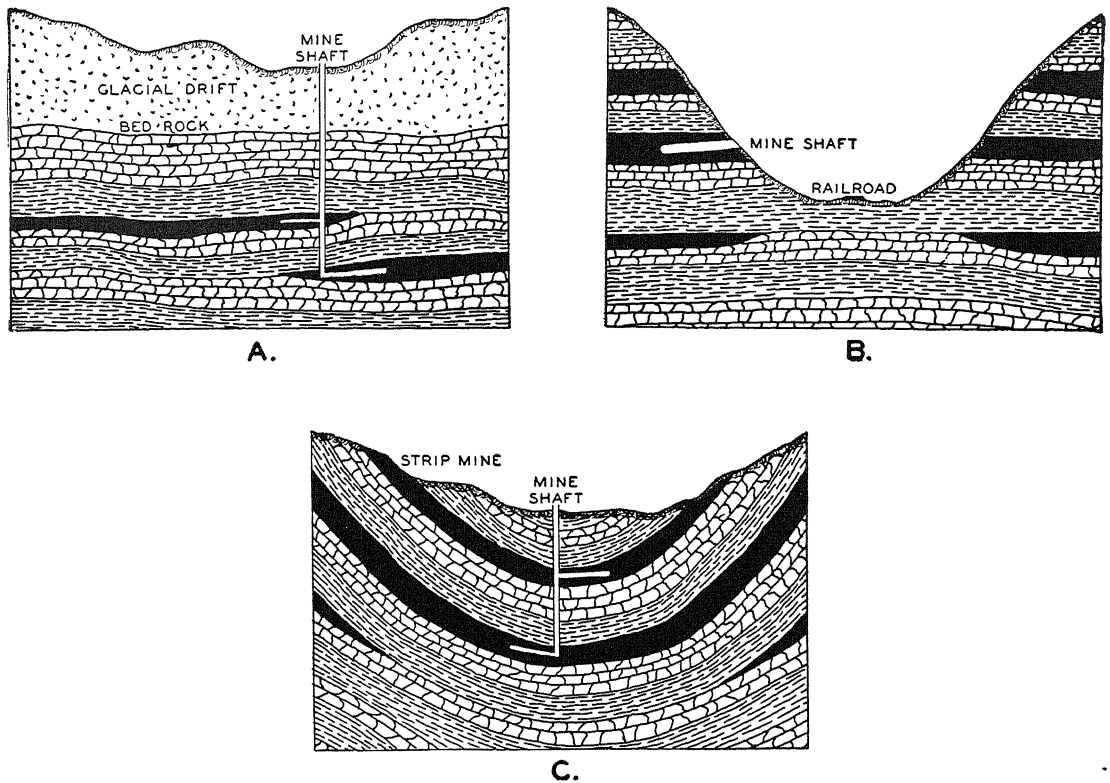 MINE
SHAFT
GLACIAL DRIFT
BED ROCK
A.
MINE SHAFT
RAILROAD
B.
STRIP MINE
MINE
SHAFT
C.